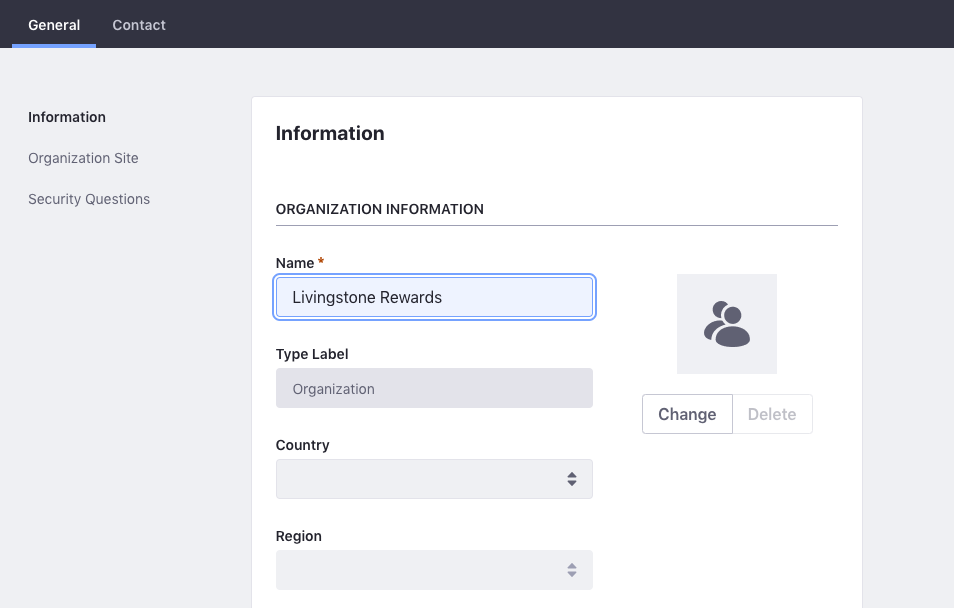 General Contact
Information
Organization Site
Security Questions
Information
ORGANIZATION INFORMATION
Name *
Livingstone Rewards
Type Label
Organization
Country
Region
Change Delete